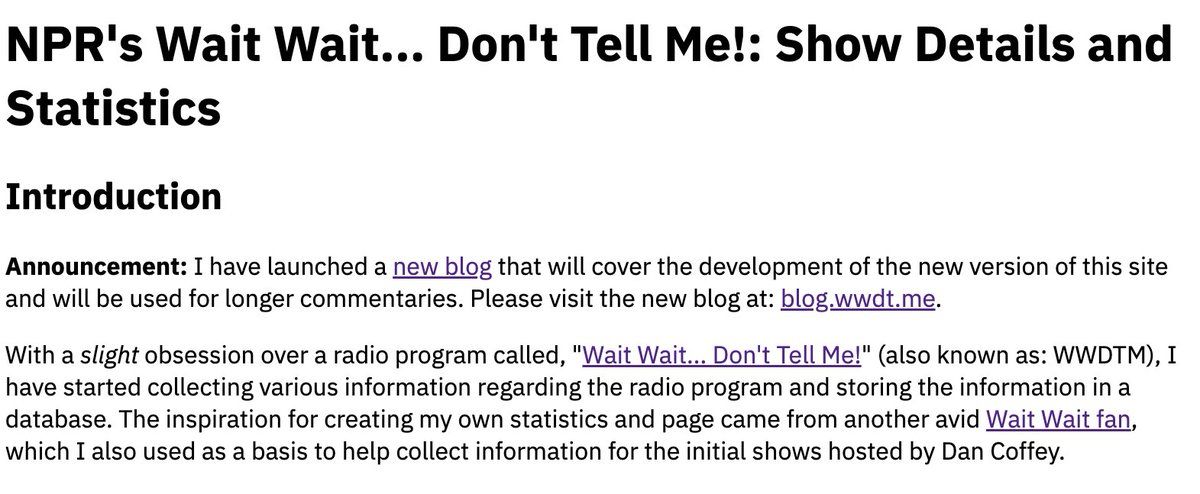 NPR's Wait Wait... Don't Tell Me!: Show Details and
Statistics
Introduction
Announcement: I have launched a new blog that will cover the development of the new version of this site
and will be used for longer commentaries. Please visit the new blog at: blog.wwdt.me.
With a slight obsession over a radio program called, "Wait Wait... Don't Tell Me!" (also known as: WWDTM), I
have started collecting various information regarding the radio program and storing the information in a
database. The inspiration for creating my own statistics and page came from another avid Wait Wait fan,
which I also used as a basis to help collect information for the initial shows hosted by Dan Coffey.